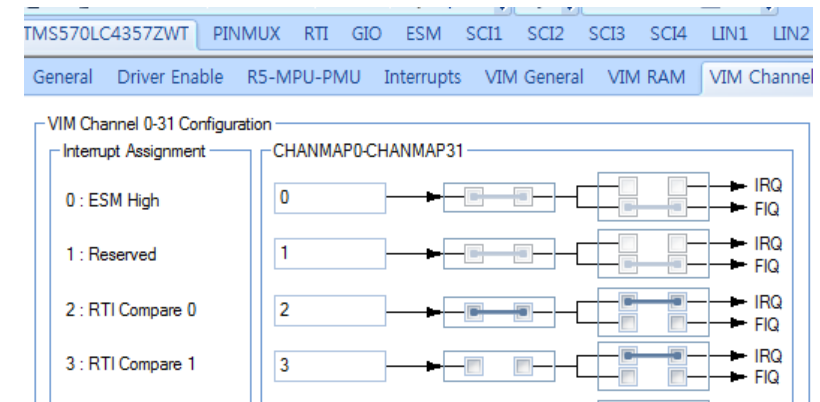 TMS570LC4357ZWT PINMUX RTI GIO ESM SCI1 SCI2 SCI3 SCI4 LIN1 LIN2
General Driver Enable R5-MPU-PMU Interrupts VIM General VIM RAM VIM Channel
VIM Channel 0-31 Configuration
Interrupt Assignment CHANMAP0-CHANMAP31
0 : ESM High 0 IRQ
FIQ
1 : Reserved 1 IRQ
FIQ
2 : RTI Compare 0 2 IRQ
FIQ
3 : RTI Compare 1 3 IRQ
FIQ